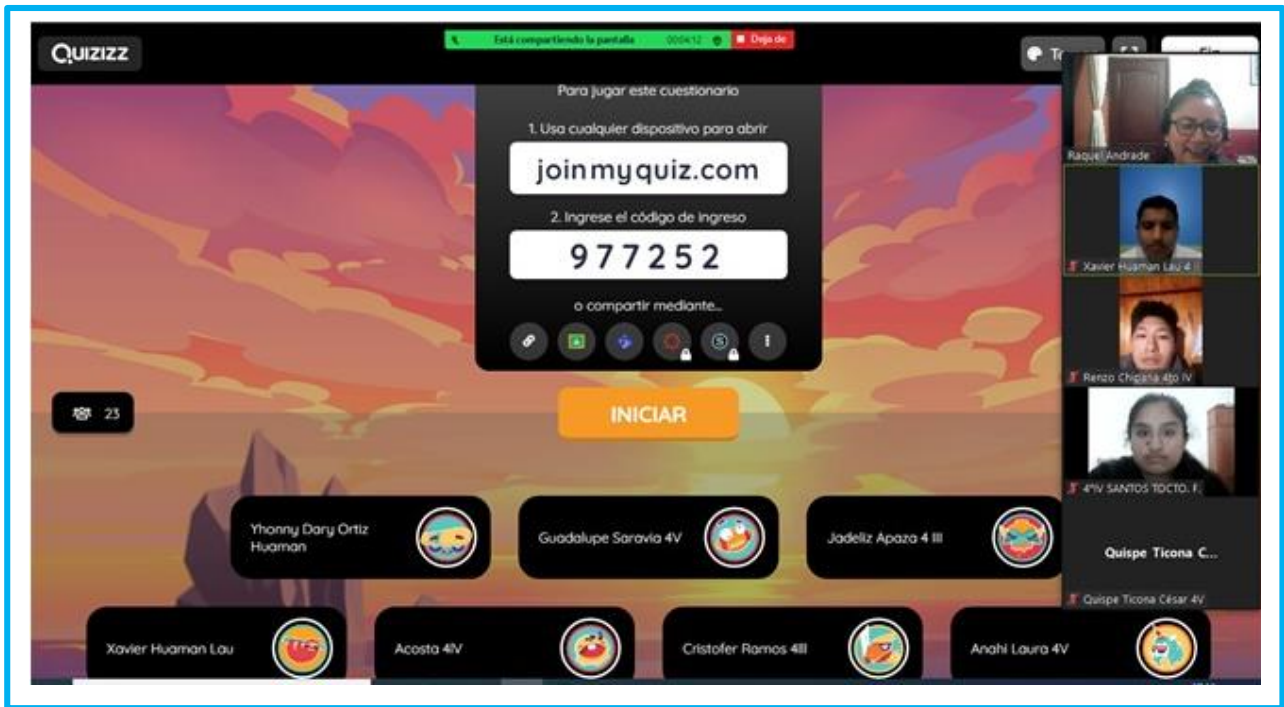 QUIZIZZ
Está compartiendo la pantalla 00:04:12 Deja de
Para jugar este cuestionario
1. Usa cualquier dispositivo para abrir
joinmyquiz.com
2. Ingrese el código de ingreso
977252
o compartir mediante...
INICIAR
23
Yhonny Dary Ortiz
Huaman
Guadalupe Saravia 4V
Jadeliz Apaza 4 III
Xavier Huaman Lau
Acosta 4IV
Cristofer Ramos 4III
Anahi Laura 4V
Raquel Andrade
Xavier Huaman Lau 4
Renzo Chipana 4to IV
4°IV SANTOS TOCTO. F.
Quispe Ticona C...
Quispe Ticona César 4V